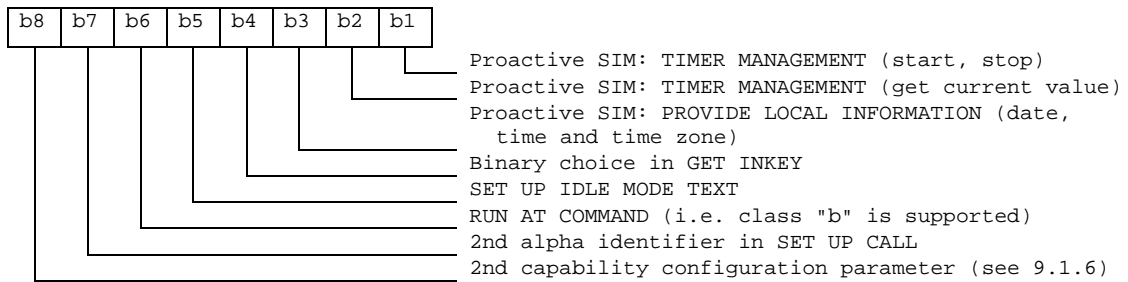 b8 b7 b6 b5 b4 b3 b2 b1
Proactive SIM: TIMER MANAGEMENT (start, stop)
Proactive SIM: TIMER MANAGEMENT (get current value)
Proactive SIM: PROVIDE LOCAL INFORMATION (date,
time and time zone)
Binary choice in GET INKEY
SET UP IDLE MODE TEXT
RUN AT COMMAND (i.e. class "b" is supported)
2nd alpha identifier in SET UP CALL
2nd capability configuration parameter (see 9.1.6)